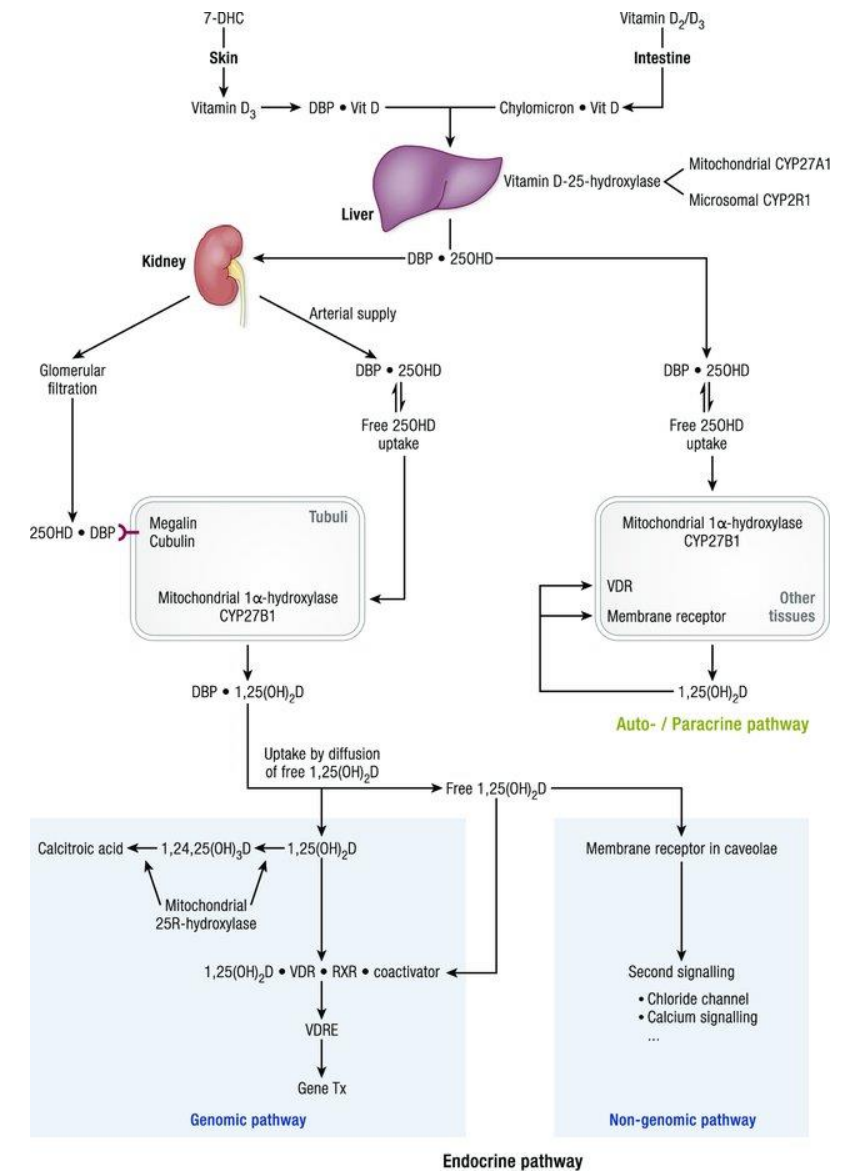 7-DHC
Vitamin D₂/D₃
Skin
Intestine
Vitamin D₃
DBP • Vit D
Chylomicron • Vit D
Mitochondrial CYP27A1
Vitamin D-25-hydroxylase
Microsomal CYP2R1
Liver
Kidney
DBP • 25OHD
Arterial supply
Glomerular
filtration
DBP • 25OHD
DBP • 25OHD
Free 25OHD
uptake
Free 25OHD
uptake
25OHD • DBP
Megalin
Cubulin
Tubuli
Mitochondrial 1α-hydroxylase
CYP27B1
Mitochondrial 1α-hydroxylase
CYP27B1
VDR
Membrane receptor
Other
tissues
DBP • 1,25(OH)₂D
1,25(OH)₂D
Auto- / Paracrine pathway
Uptake by diffusion
of free 1,25(OH)₂D
Free 1,25(OH)₂D
Calcitroic acid
1,24,25(OH)₃D
1,25(OH)₂D
Membrane receptor in caveolae
Mitochondrial
25R-hydroxylase
1,25(OH)₂D • VDR • RXR • coactivator
Second signalling
• Chloride channel
• Calcium signalling
...
VDRE
Gene Tx
Genomic pathway
Non-genomic pathway
Endocrine pathway